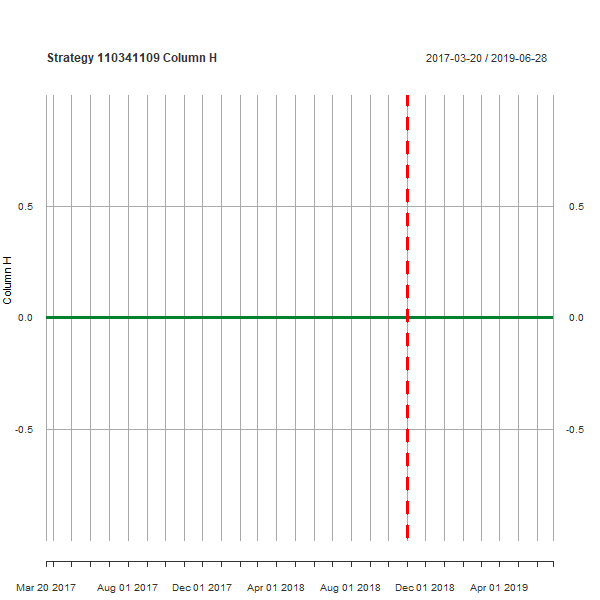 Strategy 110341109 Column H
2017-03-20 / 2019-06-28
0.5
0.5
Column H
0.0
0.0
-0.5
-0.5
Mar 20 2017
Aug 01 2017
Dec 01 2017
Apr 01 2018
Aug 01 2018
Dec 01 2018
Apr 01 2019